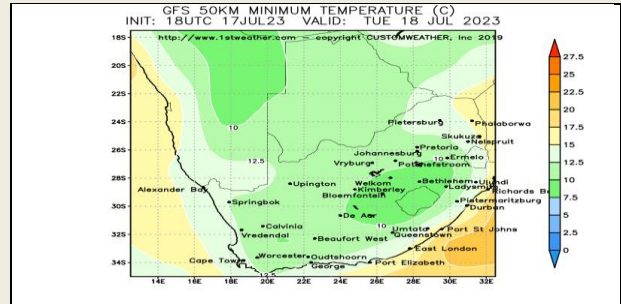 GFS 50KM MINIMUM TEMPERATURE (C)
INIT: 18UTC 17JUL23 VALID: TUE 18 JUL 2023
http://www.1stweather.com — copyright CUSTOMWEATHER, Inc 2019
18S
20S
22S
24S
26S
28S
30S
32S
34S
Pietersburg
Phalaborwa
Skukuza
Nelspruit
Pretoria
Johannesburg
10 Ermelo
Vryburg
Potchefstroom
Upington
Welkom
Kimberley
Bethlehem
Ulundi
Ladysmith
Richards B
Bloemfontein
Alexander Bay
Springbok
Pietermaritzburg
Durban
De Aar
Calvinia
Vredendal
Umtata
Port St Johns
Queenstown
Beaufort West
East London
Cape Town
Worcester
Oudtshoorn
George
Port Elizabeth
10
12.5
10
12.5
14E 16E 18E 20E 22E 24E 26E 28E 30E 32E
27.5
25
22.5
20
17.5
15
12.5
10
7.5
5
2.5
0